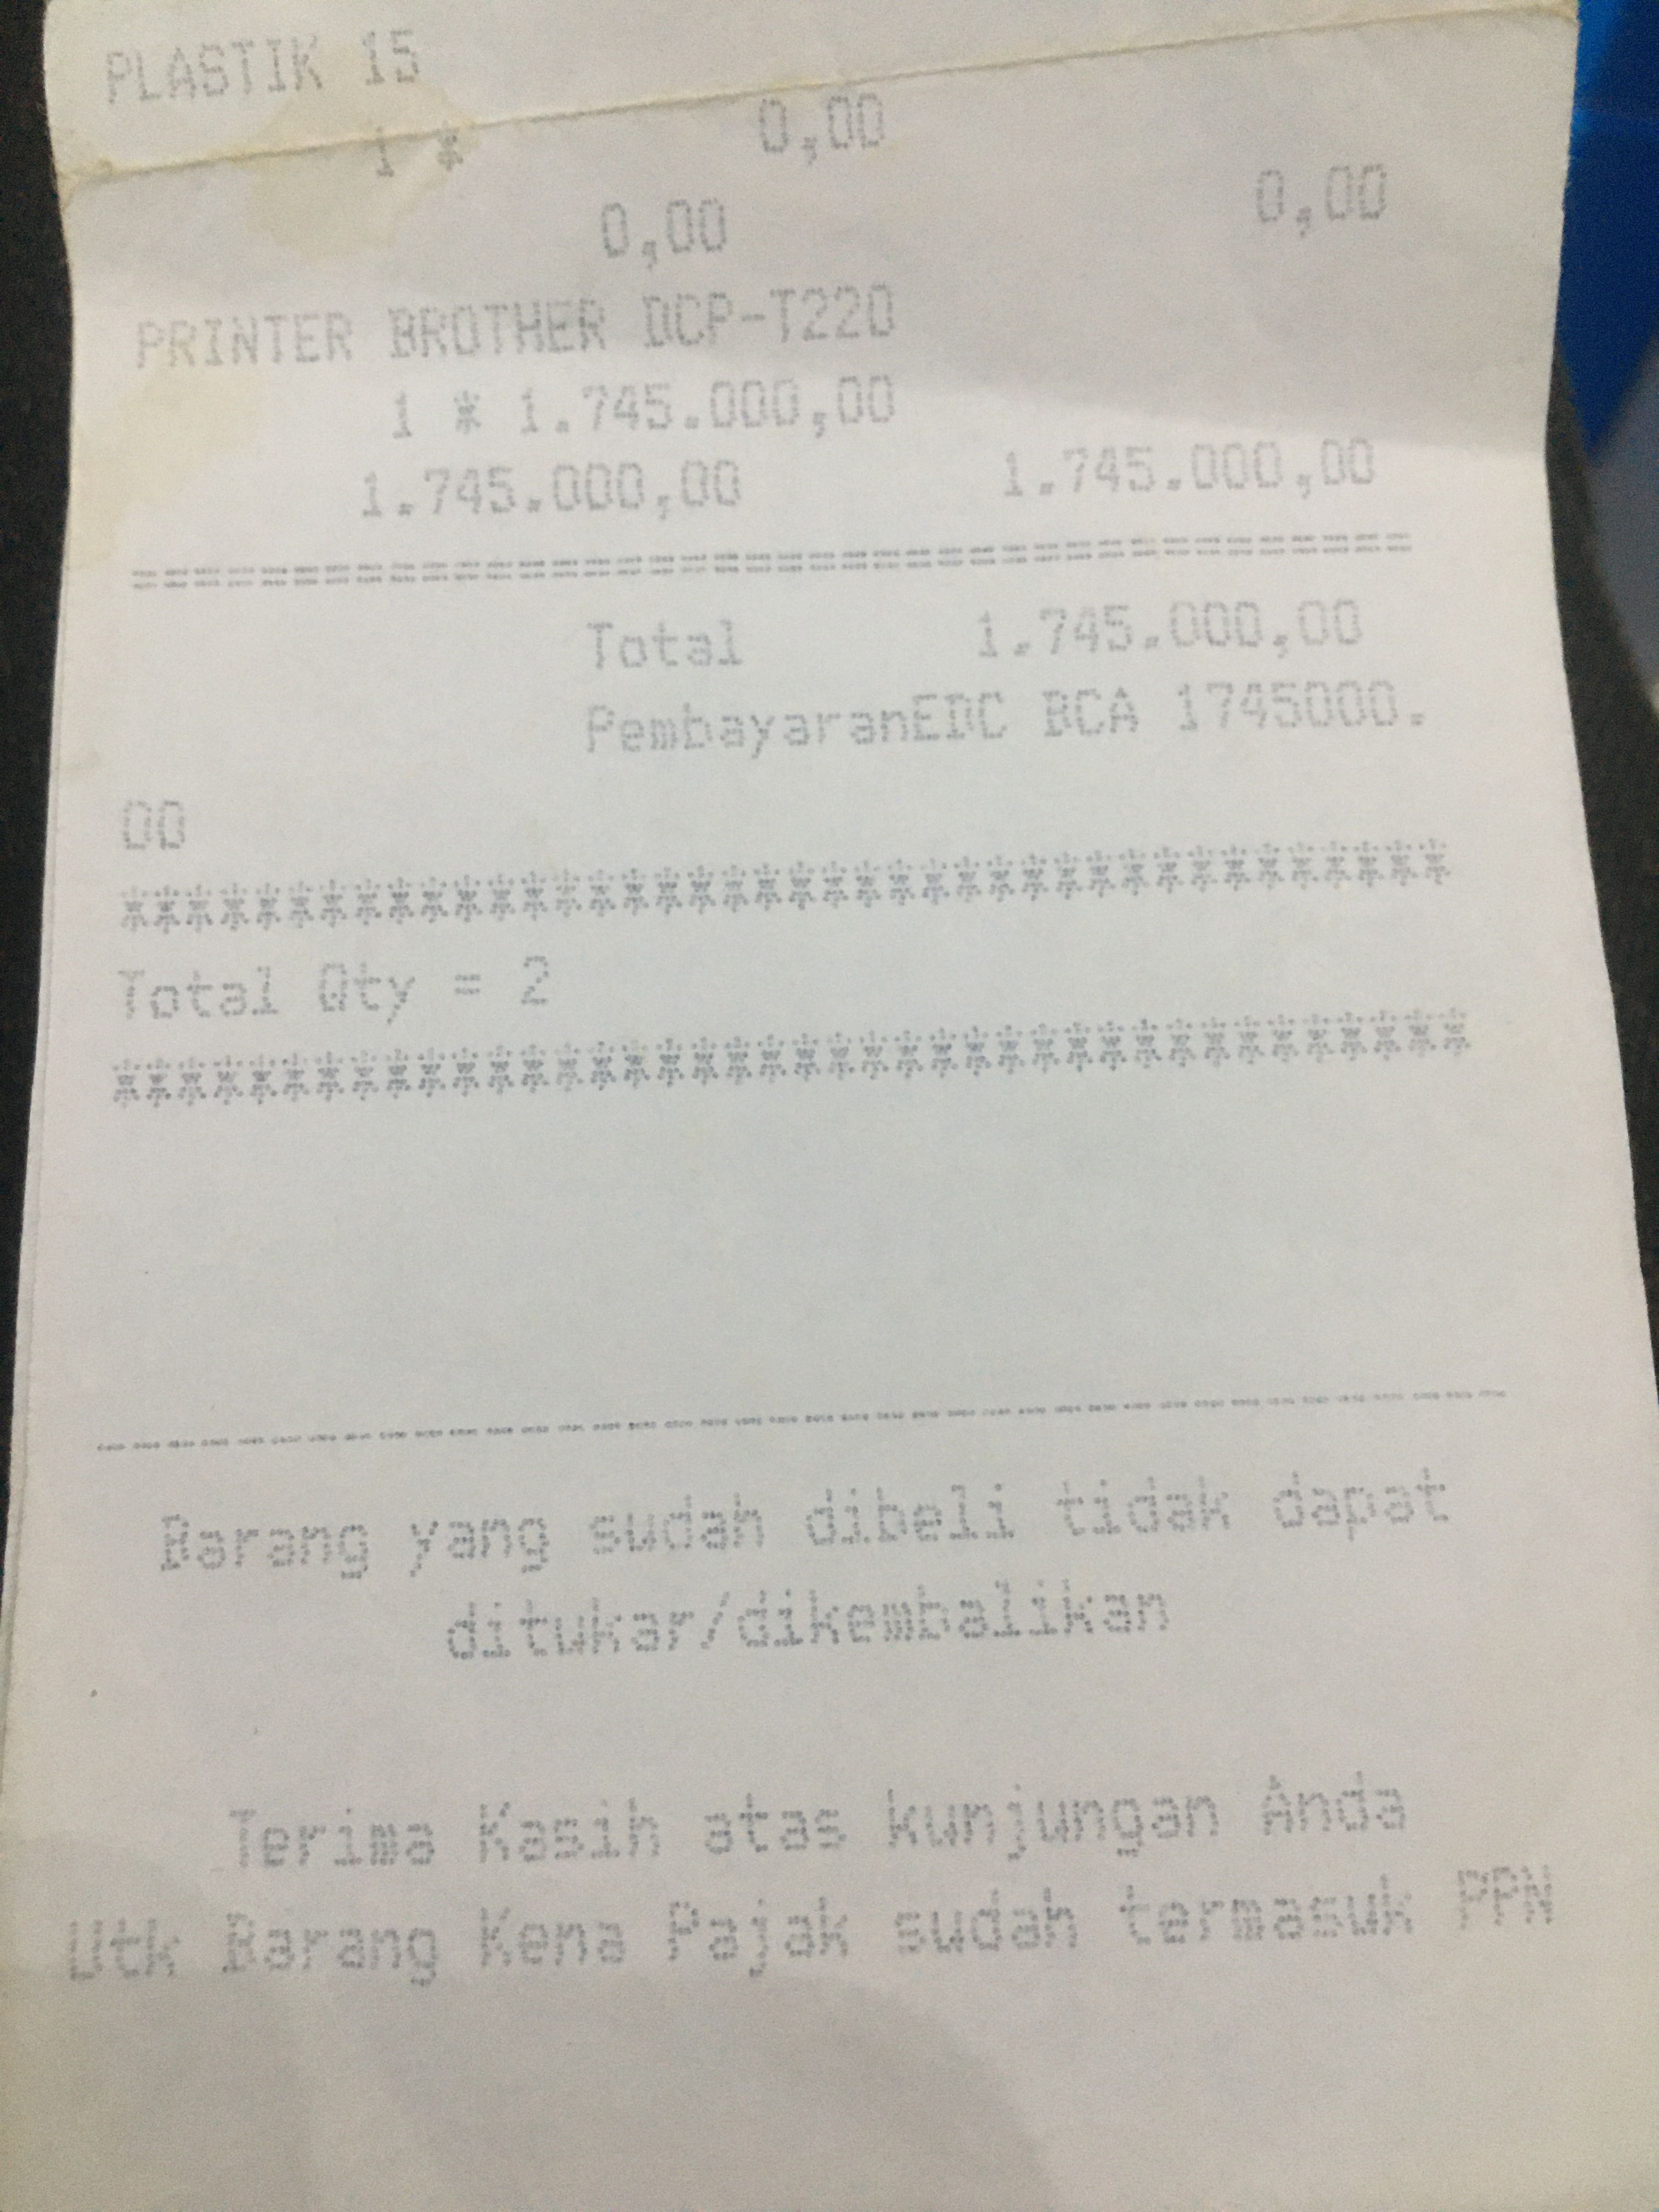 PLASTIK 15
1 * 0,00
0,00 0,00
PRINTER BROTHER DCP-T220
1 * 1.745.000,00
1.745.000,00 1.745.000,00
================================
Total 1.745.000,00
PembayaranEDC BCA 1745000.
00
****************************************
Total Qty = 2
****************************************
----------------------------------------
Barang yang sudah dibeli tidak dapat
ditukar/dikembalikan
Terima Kasih atas kunjungan Anda
Utk Barang Kena Pajak sudah termasuk PPN